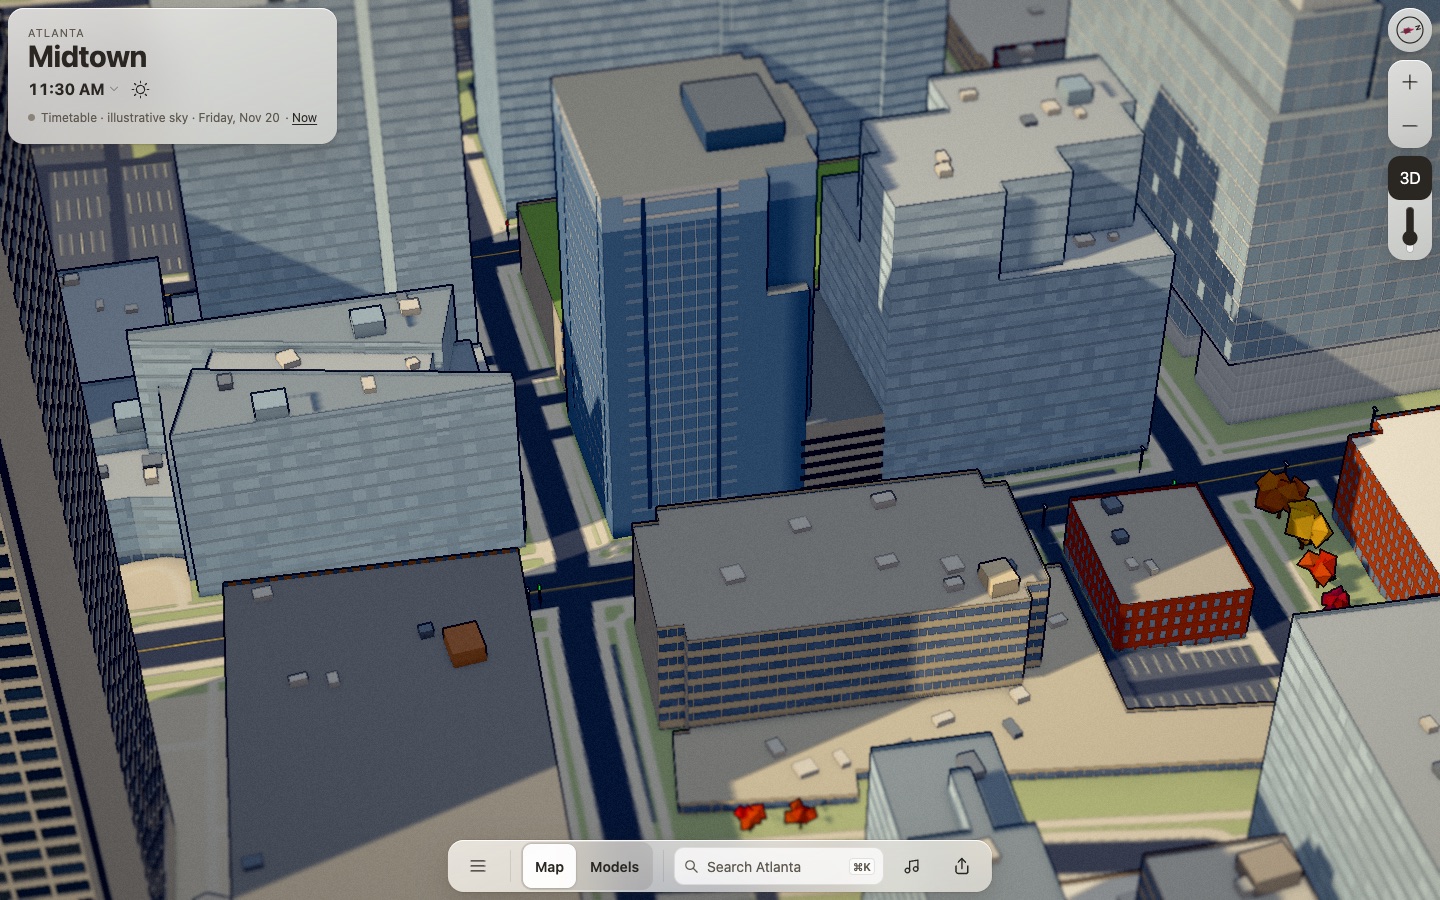 ATLANTA
Midtown
11:30 AM
Timetable · illustrative sky · Friday, Nov 20 · Now
Z
3D
Map
Models
Search Atlanta
⌘K